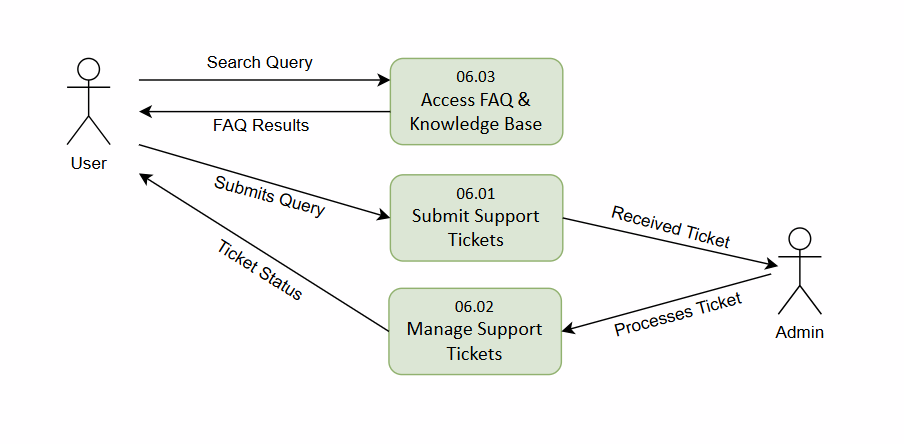 Search Query
06.03
Access FAQ &
Knowledge Base
FAQ Results
User
Submits Query
06.01
Submit Support
Tickets
Received Ticket
Ticket Status
06.02
Manage Support
Tickets
Processes Ticket
Admin